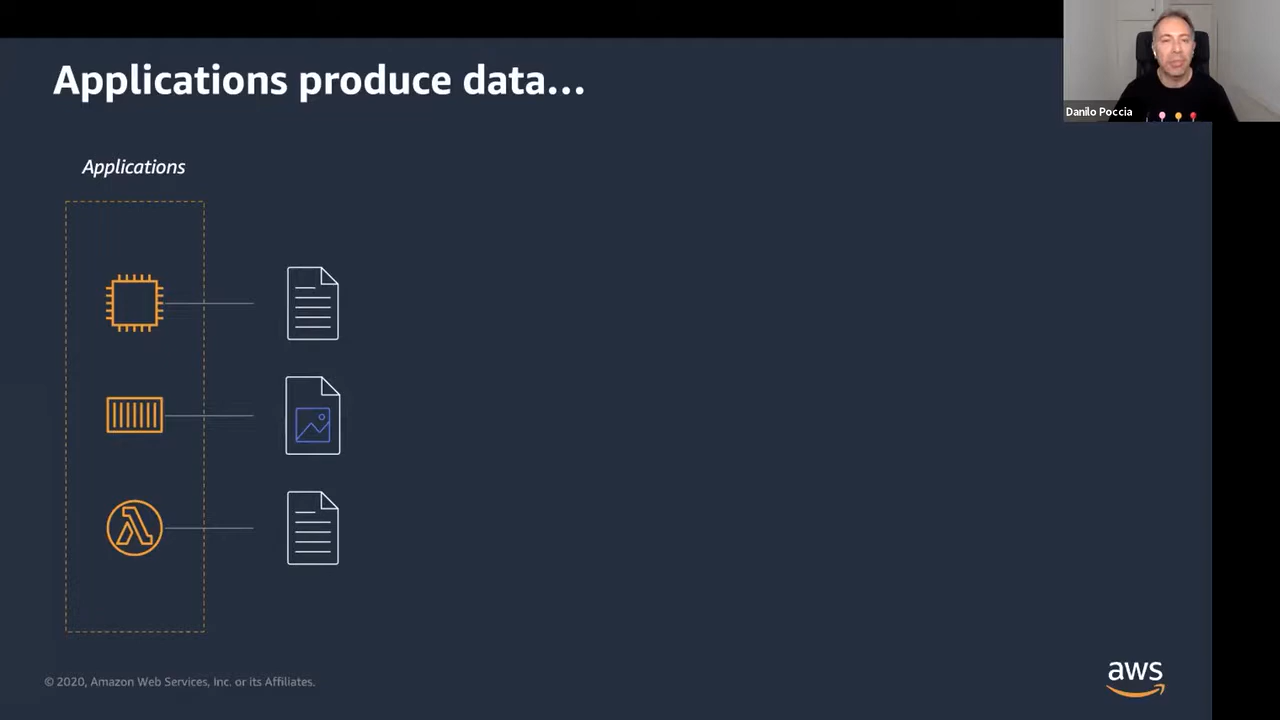 Applications produce data...
Danilo Poccia
Applications
© 2020, Amazon Web Services, Inc. or its Affiliates.
aws